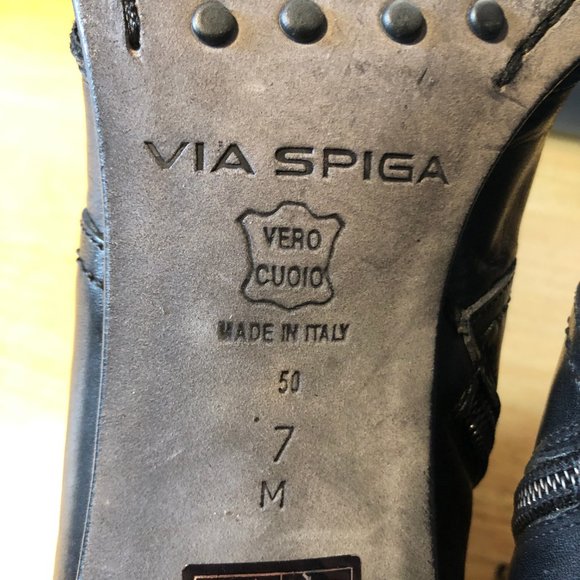 VIA SPIGA
VERO
CUOIO
MADE IN ITALY
50
7
M